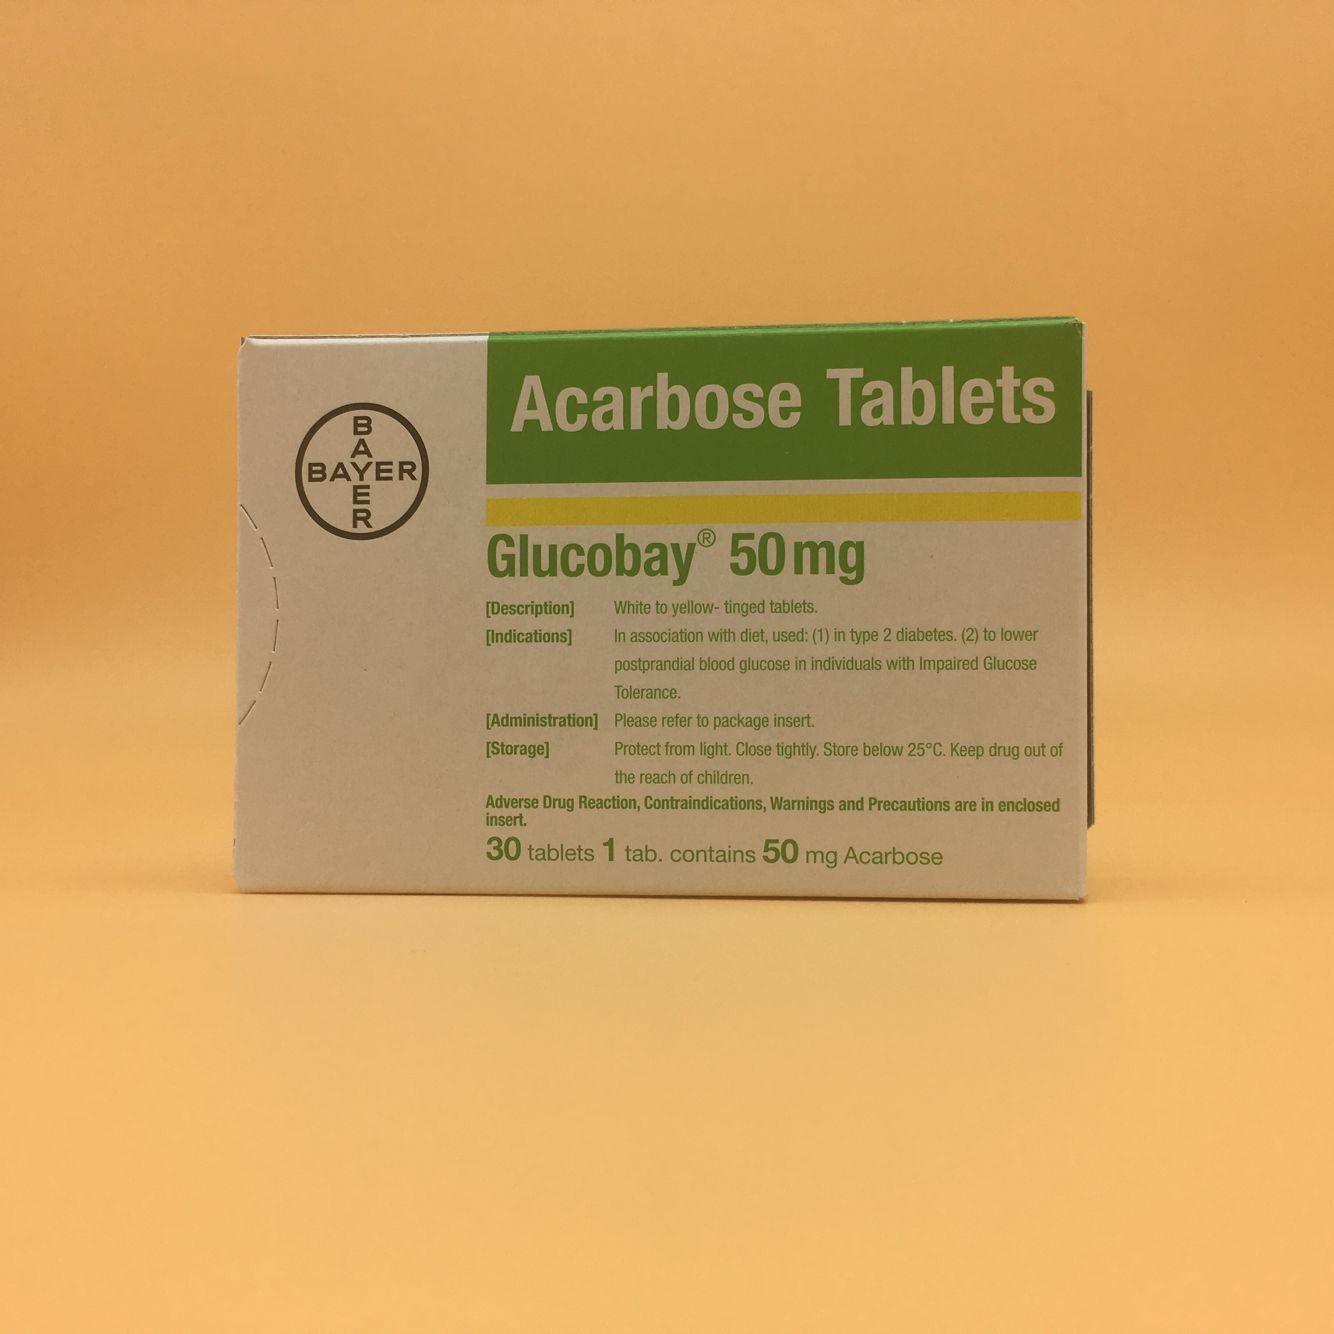 BAYER
BAYER
Acarbose Tablets
Glucobay® 50 mg
[Description] White to yellow- tinged tablets.
[Indications] In association with diet, used: (1) in type 2 diabetes. (2) to lower
postprandial blood glucose in individuals with Impaired Glucose
Tolerance.
[Administration] Please refer to package insert.
[Storage] Protect from light. Close tightly. Store below 25°C. Keep drug out of
the reach of children.
Adverse Drug Reaction, Contraindications, Warnings and Precautions are in enclosed
insert.
30 tablets 1 tab. contains 50 mg Acarbose